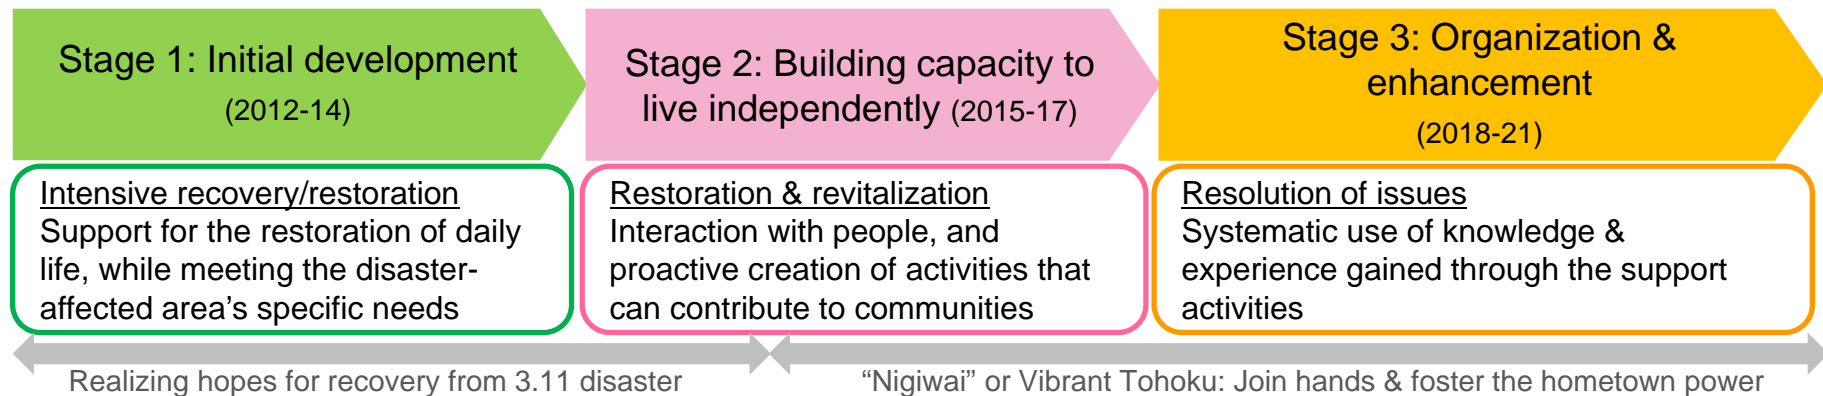 Stage 1: Initial development
(2012-14)
Stage 2: Building capacity to
live independently (2015-17)
Stage 3: Organization &
enhancement
(2018-21)
Intensive recovery/restoration
Support for the restoration of daily
life, while meeting the disaster-
affected area’s specific needs
Restoration & revitalization
Interaction with people, and
proactive creation of activities that
can contribute to communities
Resolution of issues
Systematic use of knowledge &
experience gained through the support
activities
Realizing hopes for recovery from 3.11 disaster
“Nigiwai” or Vibrant Tohoku: Join hands & foster the hometown power